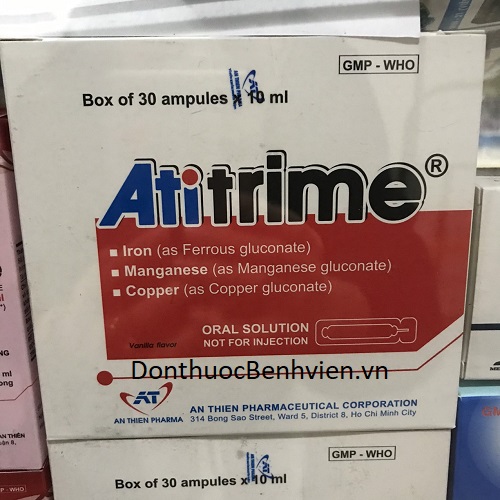 GMP - WHO
Box of 30 ampules x 10 ml
AN THIEN PHARMA
Atitrime®
Iron (as Ferrous gluconate)
Manganese (as Manganese gluconate)
Copper (as Copper gluconate)
ORAL SOLUTION
NOT FOR INJECTION
Vanilla flavor
DonthuocBenhvien.vn
AT
AN THIEN PHARMA
AN THIEN PHARMACEUTICAL CORPORATION
314 Bong Sao Street, Ward 5, District 8, Ho Chi Minh City
GMP - WHO
Box of 30 ampules x 10 ml